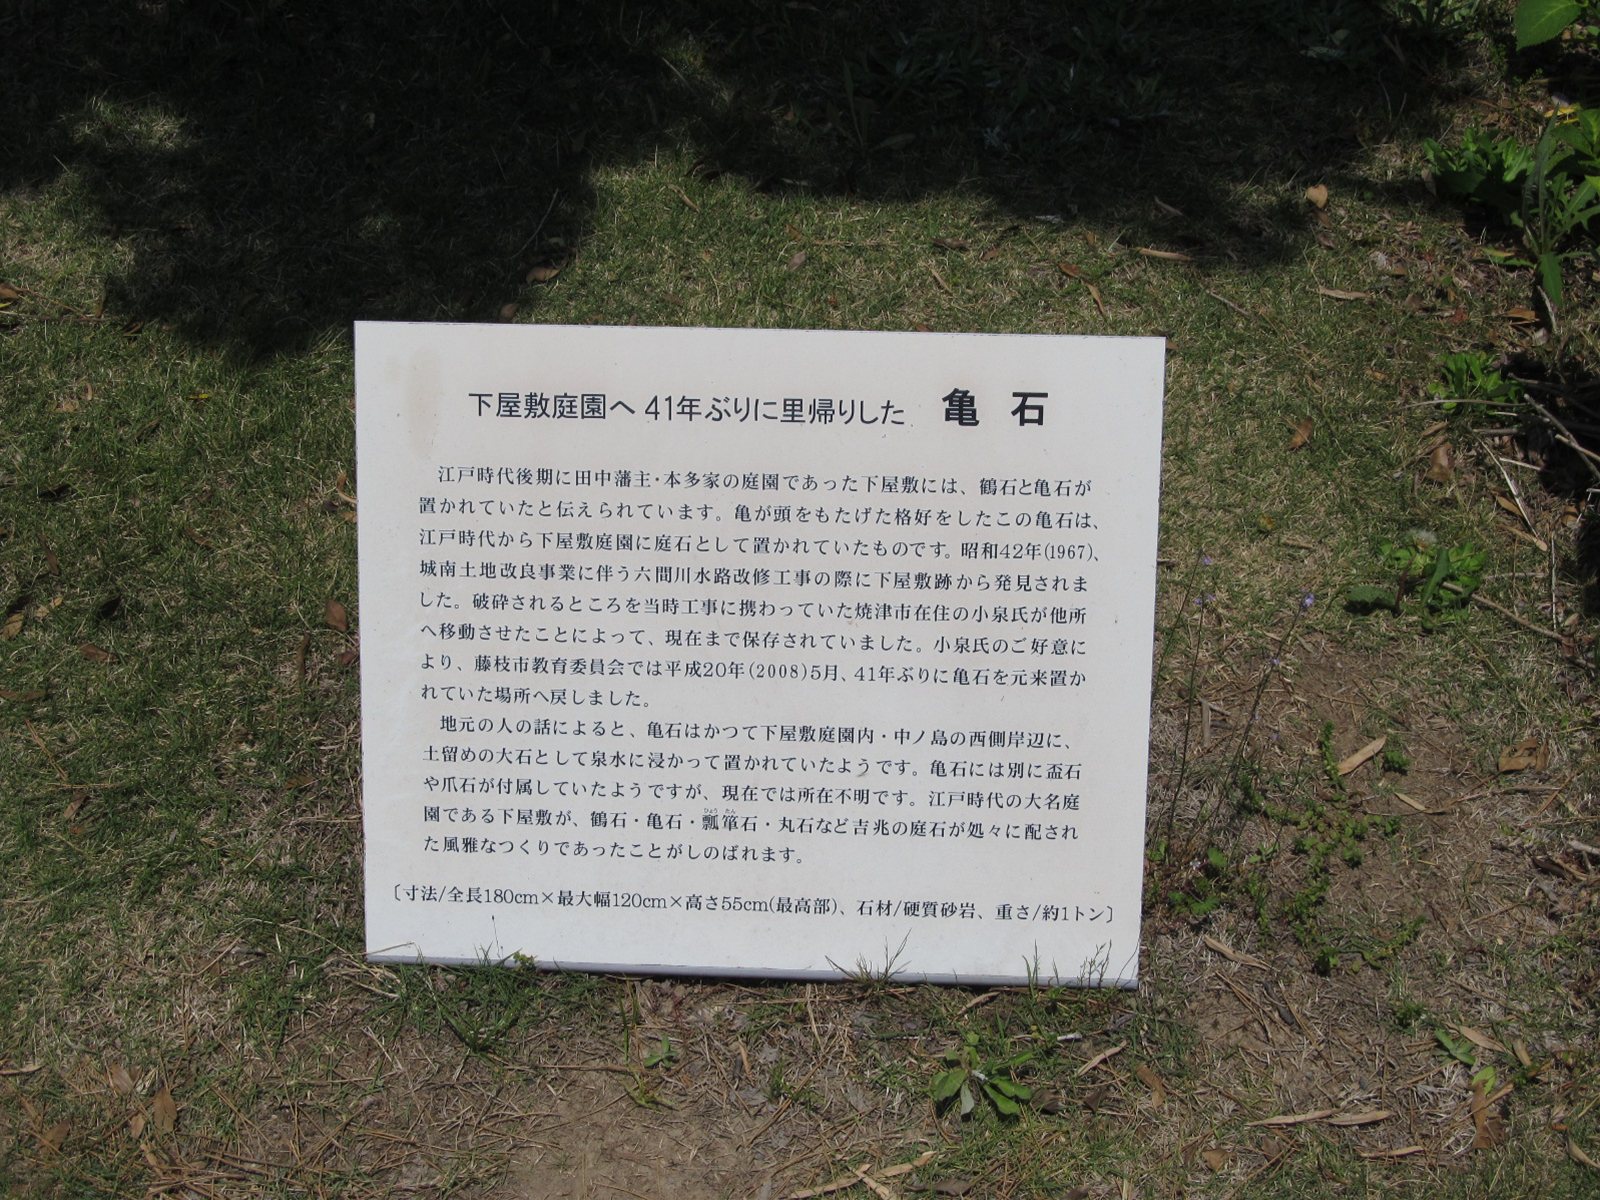 下屋敷庭園へ41年ぶりに里帰りした 亀石
江戸時代後期に田中藩主・本多家の庭園であった下屋敷には、鶴石と亀石が
置かれていたと伝えられています。亀が頭をもたげた格好をしたこの亀石は、
江戸時代から下屋敷庭園に庭石として置かれていたものです。昭和42年(1967)、
城南土地改良事業に伴う六間川水路改修工事の際に下屋敷跡から発見されま
した。破砕されるところを当時工事に携わっていた焼津市在住の小泉氏が他所
へ移動させたことによって、現在まで保存されていました。小泉氏のご好意に
より、藤枝市教育委員会では平成20年(2008)5月、41年ぶりに亀石を元来置か
れていた場所へ戻しました。
地元の人の話によると、亀石はかつて下屋敷庭園内・中ノ島の西側岸辺に、
土留めの大石として泉水に浸かって置かれていたようです。亀石には別に盃石
や爪石が付属していたようですが、現在では所在不明です。江戸時代の大名庭
園である下屋敷が、鶴石・亀石・瓢箪石・丸石など吉兆の庭石が処々に配され
た風雅なつくりであったことがしのばれます。
〔寸法/全長180cm×最大幅120cm×高さ55cm(最高部)、石材/硬質砂岩、重さ/約1トン〕